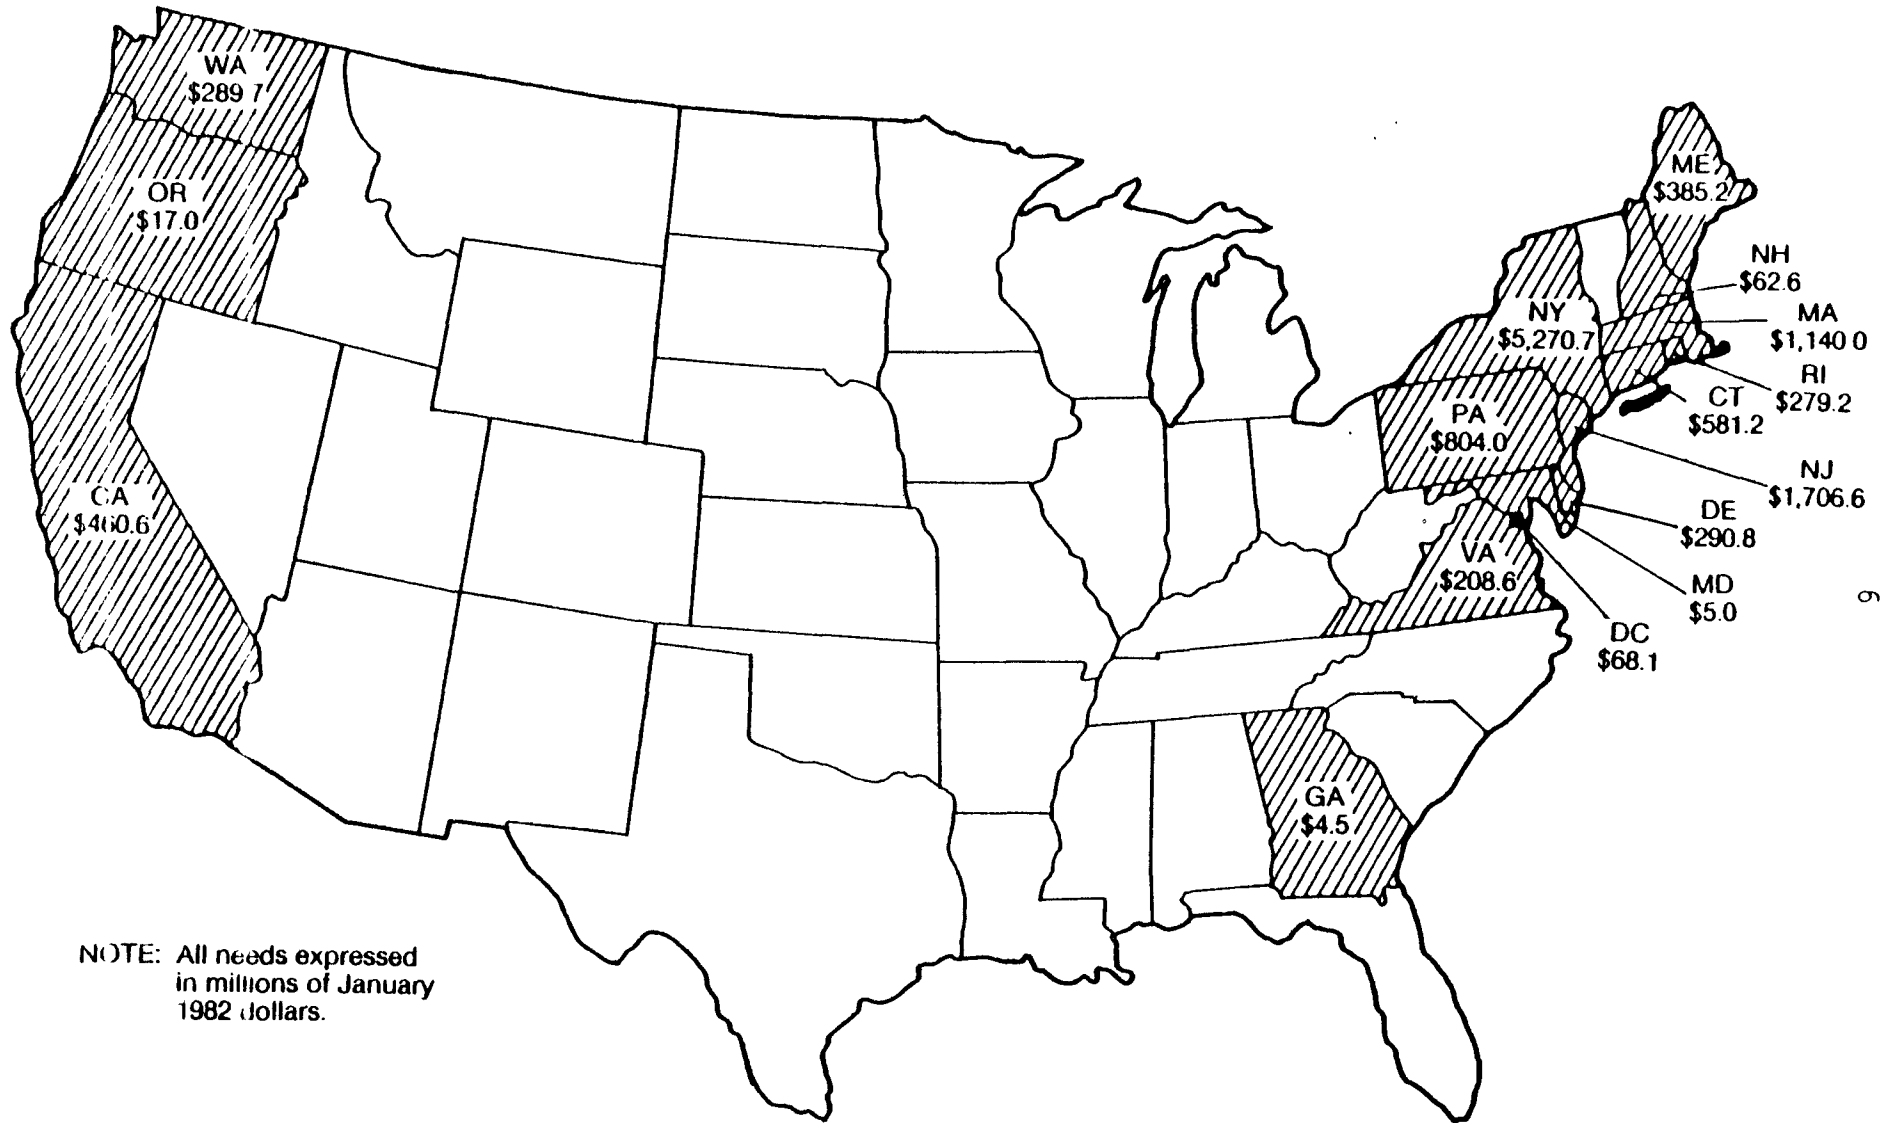 WA
$289.7
OR
$17.0
CA
$460.6
ME
$385.2
NH
$62.6
MA
$1,140.0
RI
$279.2
CT
$581.2
NY
$5,270.7
PA
$804.0
NJ
$1,706.6
DE
$290.8
MD
$5.0
DC
$68.1
VA
$208.6
GA
$4.5
6
NOTE: All needs expressed
in millions of January
1982 dollars.